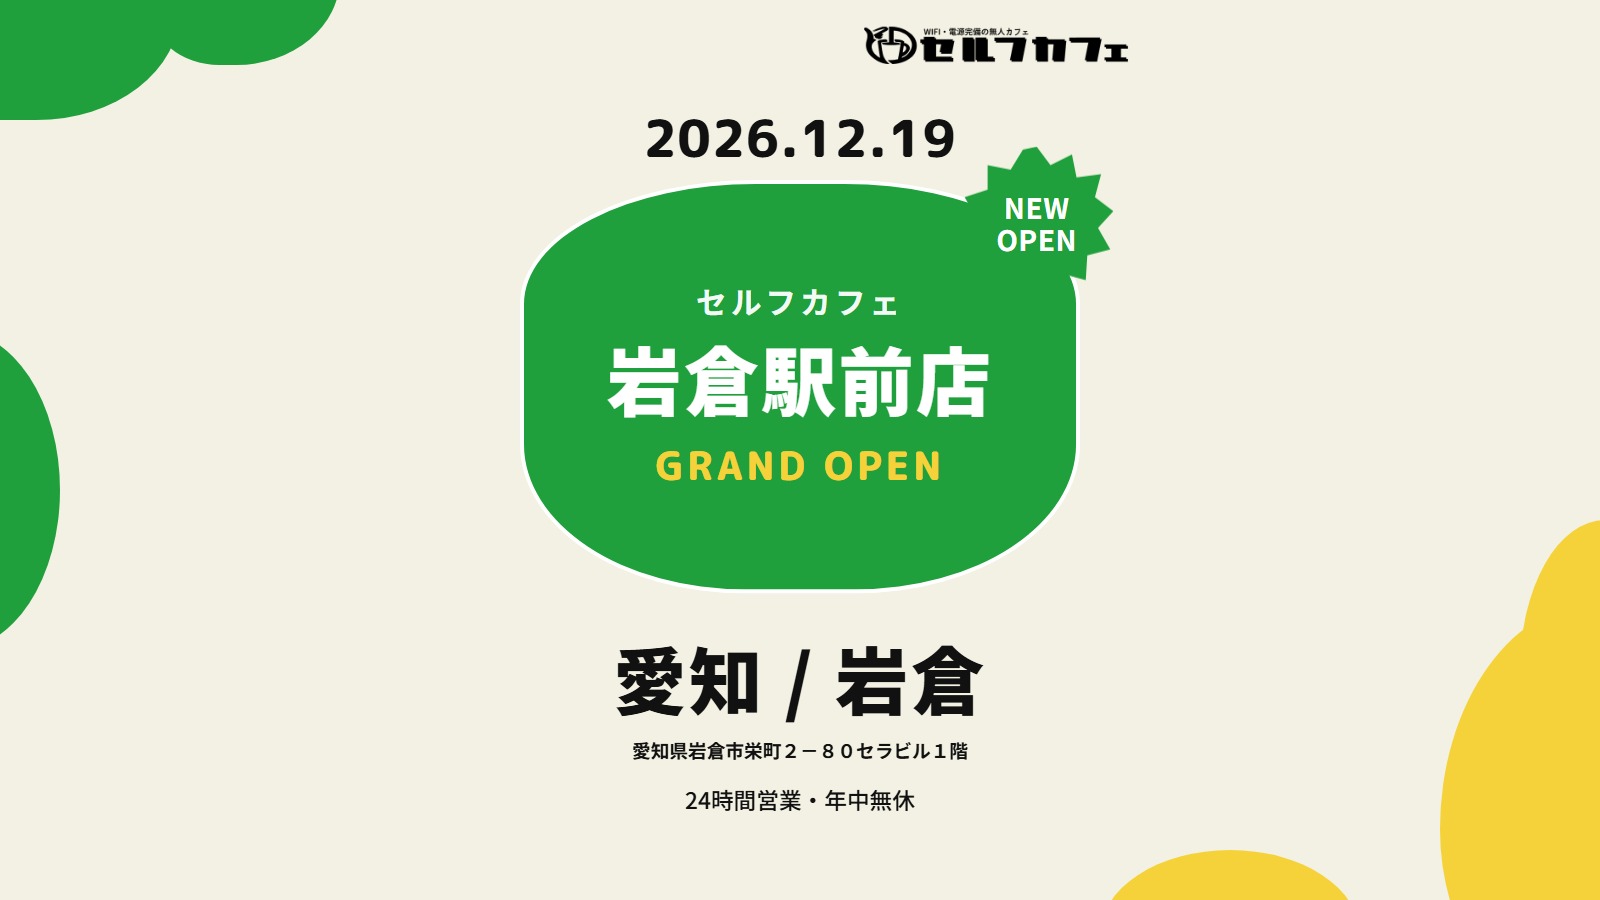 WIFI・電源完備の無人カフェ
セルフカフェ
2026.12.19
NEW
OPEN
セルフカフェ
岩倉駅前店
GRAND OPEN
愛知 / 岩倉
愛知県岩倉市栄町２－８０セラビル１階
24時間営業・年中無休